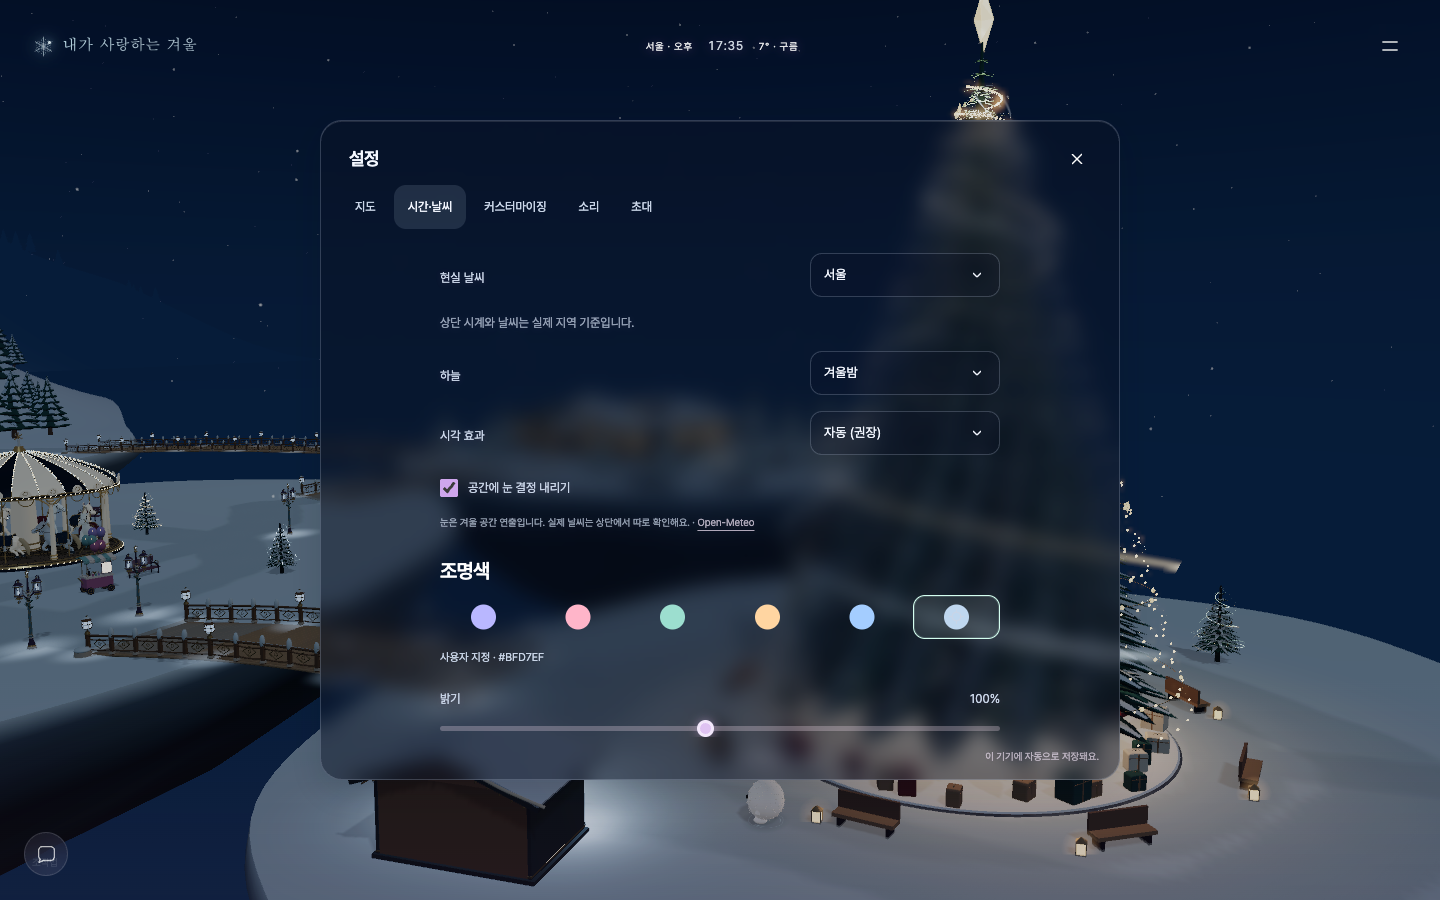 내가 사랑하는 겨울
서울 · 오후 17:35 · 7° · 구름
설정
지도 시간·날씨 커스터마이징 소리 초대
현실 날씨 서울
상단 시계와 날씨는 실제 지역 기준입니다.
하늘 겨울밤
시각 효과 자동 (권장)
공간에 눈 결정 내리기
눈은 겨울 공간 연출입니다. 실제 날씨는 상단에서 따로 확인해요. · Open-Meteo
조명색
사용자 지정 · #BFD7EF
밝기 100%
이 기기에 자동으로 저장돼요.